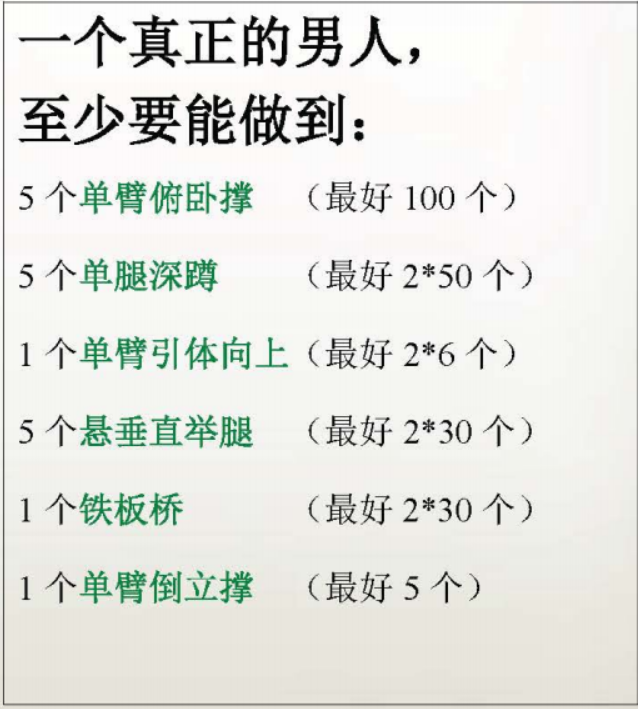 一个真正的男人，
至少要能做到：
5 个单臂俯卧撑 （最好 100 个）
5 个单腿深蹲 （最好 2*50 个）
1 个单臂引体向上（最好 2*6 个）
5 个悬垂直举腿 （最好 2*30 个）
1 个铁板桥 （最好 2*30 个）
1 个单臂倒立撑 （最好 5 个）